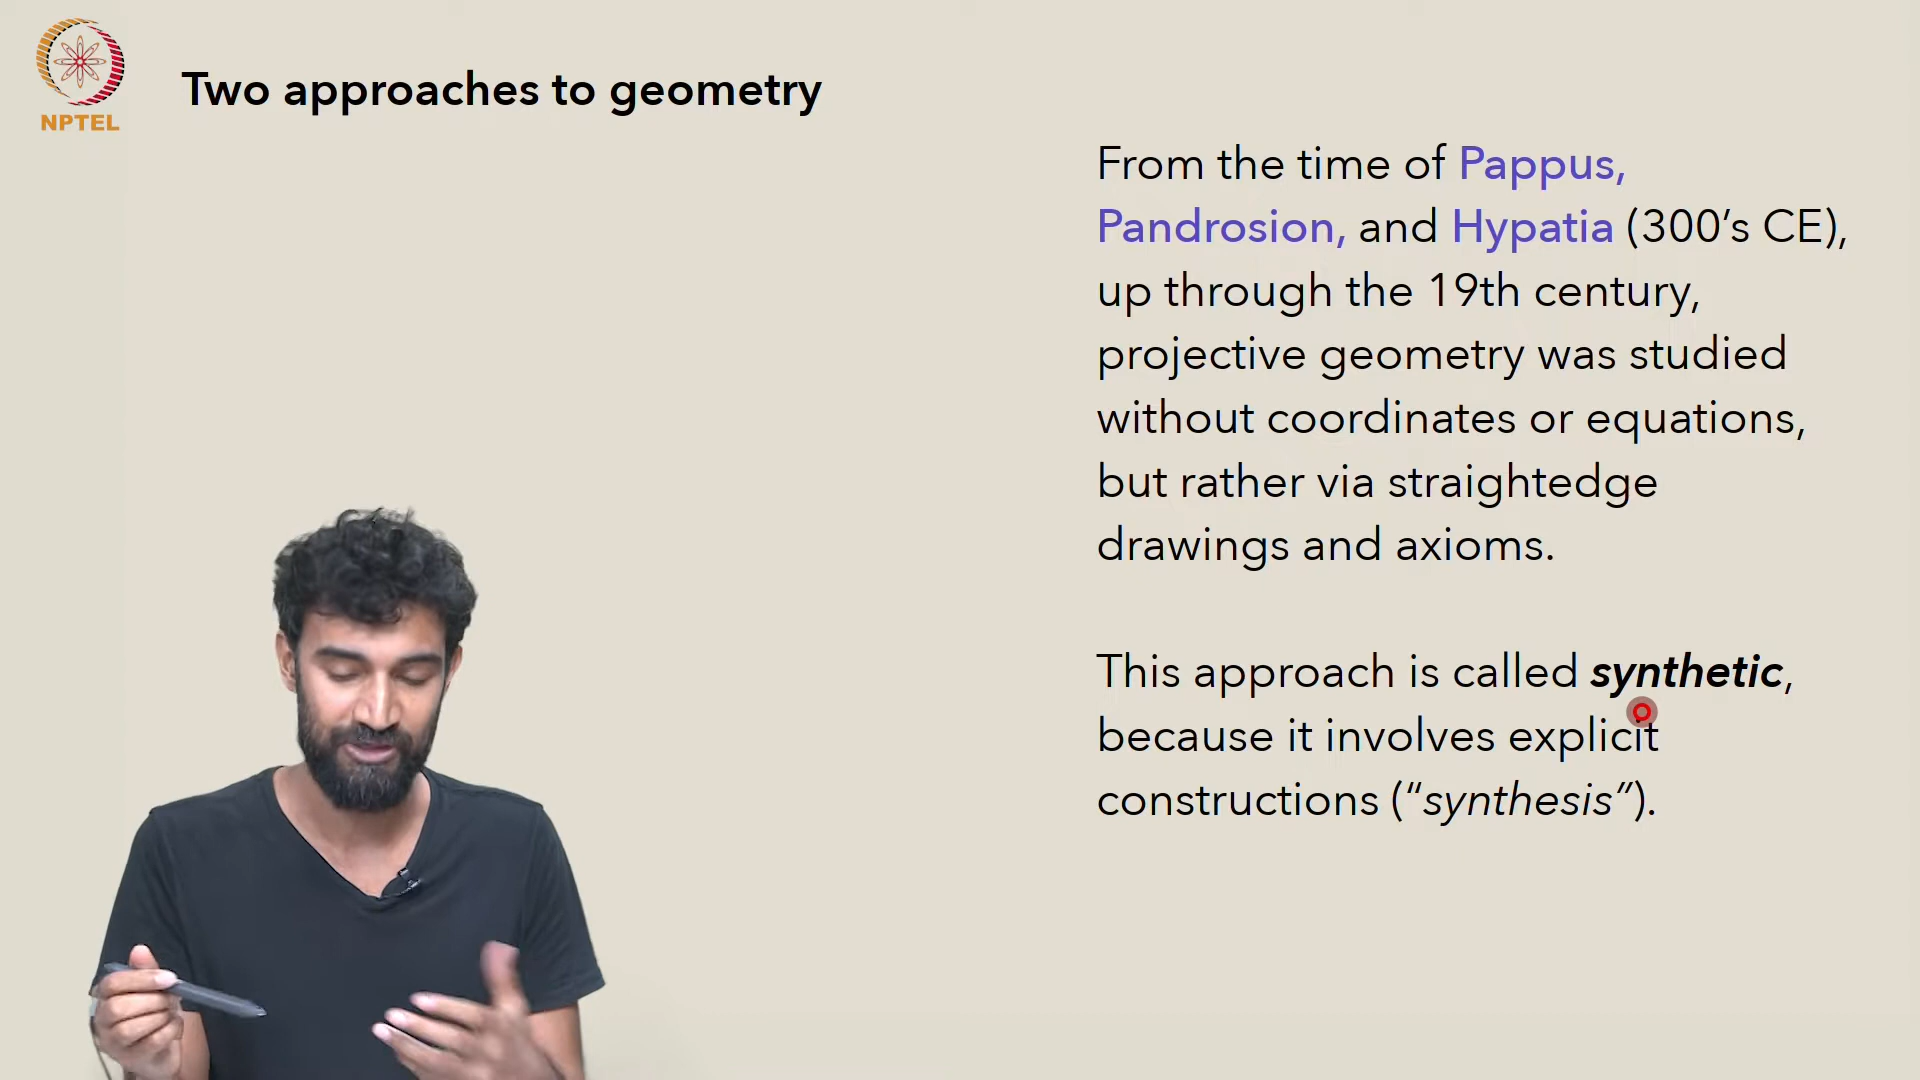 NPTEL
Two approaches to geometry
From the time of Pappus,
Pandrosion, and Hypatia (300’s CE),
up through the 19th century,
projective geometry was studied
without coordinates or equations,
but rather via straightedge
drawings and axioms.
This approach is called synthetic,
because it involves explicit
constructions (“synthesis”).